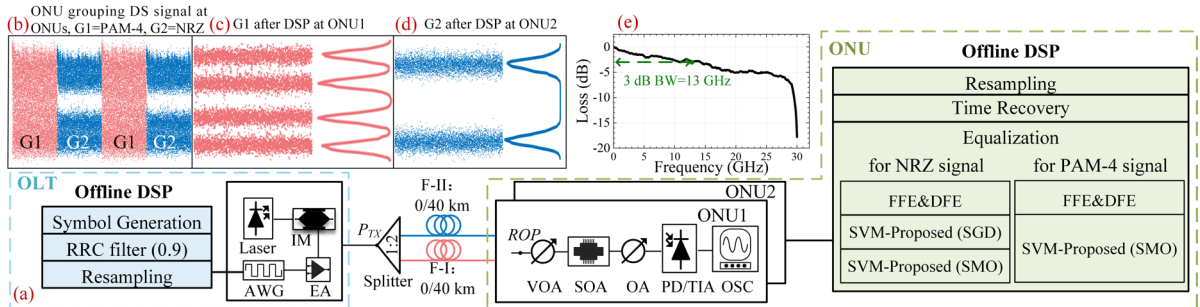 (b)
ONU grouping DS signal at
ONUs, G1=PAM-4, G2=NRZ
G1
G2
G1
G2
(c) G1 after DSP at ONU1
(d) G2 after DSP at ONU2
(e)
Loss (dB)
0
-5
-10
-15
-20
3 dB BW=13 GHz
0 5 10 15 20 25 30
Frequency (GHz)
ONU
Offline DSP
Resampling
Time Recovery
Equalization
for NRZ signal
FFE&DFE
SVM-Proposed (SGD)
SVM-Proposed (SMO)
for PAM-4 signal
FFE&DFE
SVM-Proposed (SMO)
OLT
Offline DSP
Symbol Generation
RRC filter (0.9)
Resampling
(a)
Laser
IM
AWG
EA
PTX
1:2
Splitter
F-II:
0/40 km
F-I:
0/40 km
ONU2
ONU1
ROP
VOA
SOA
OA
PD/TIA
OSC